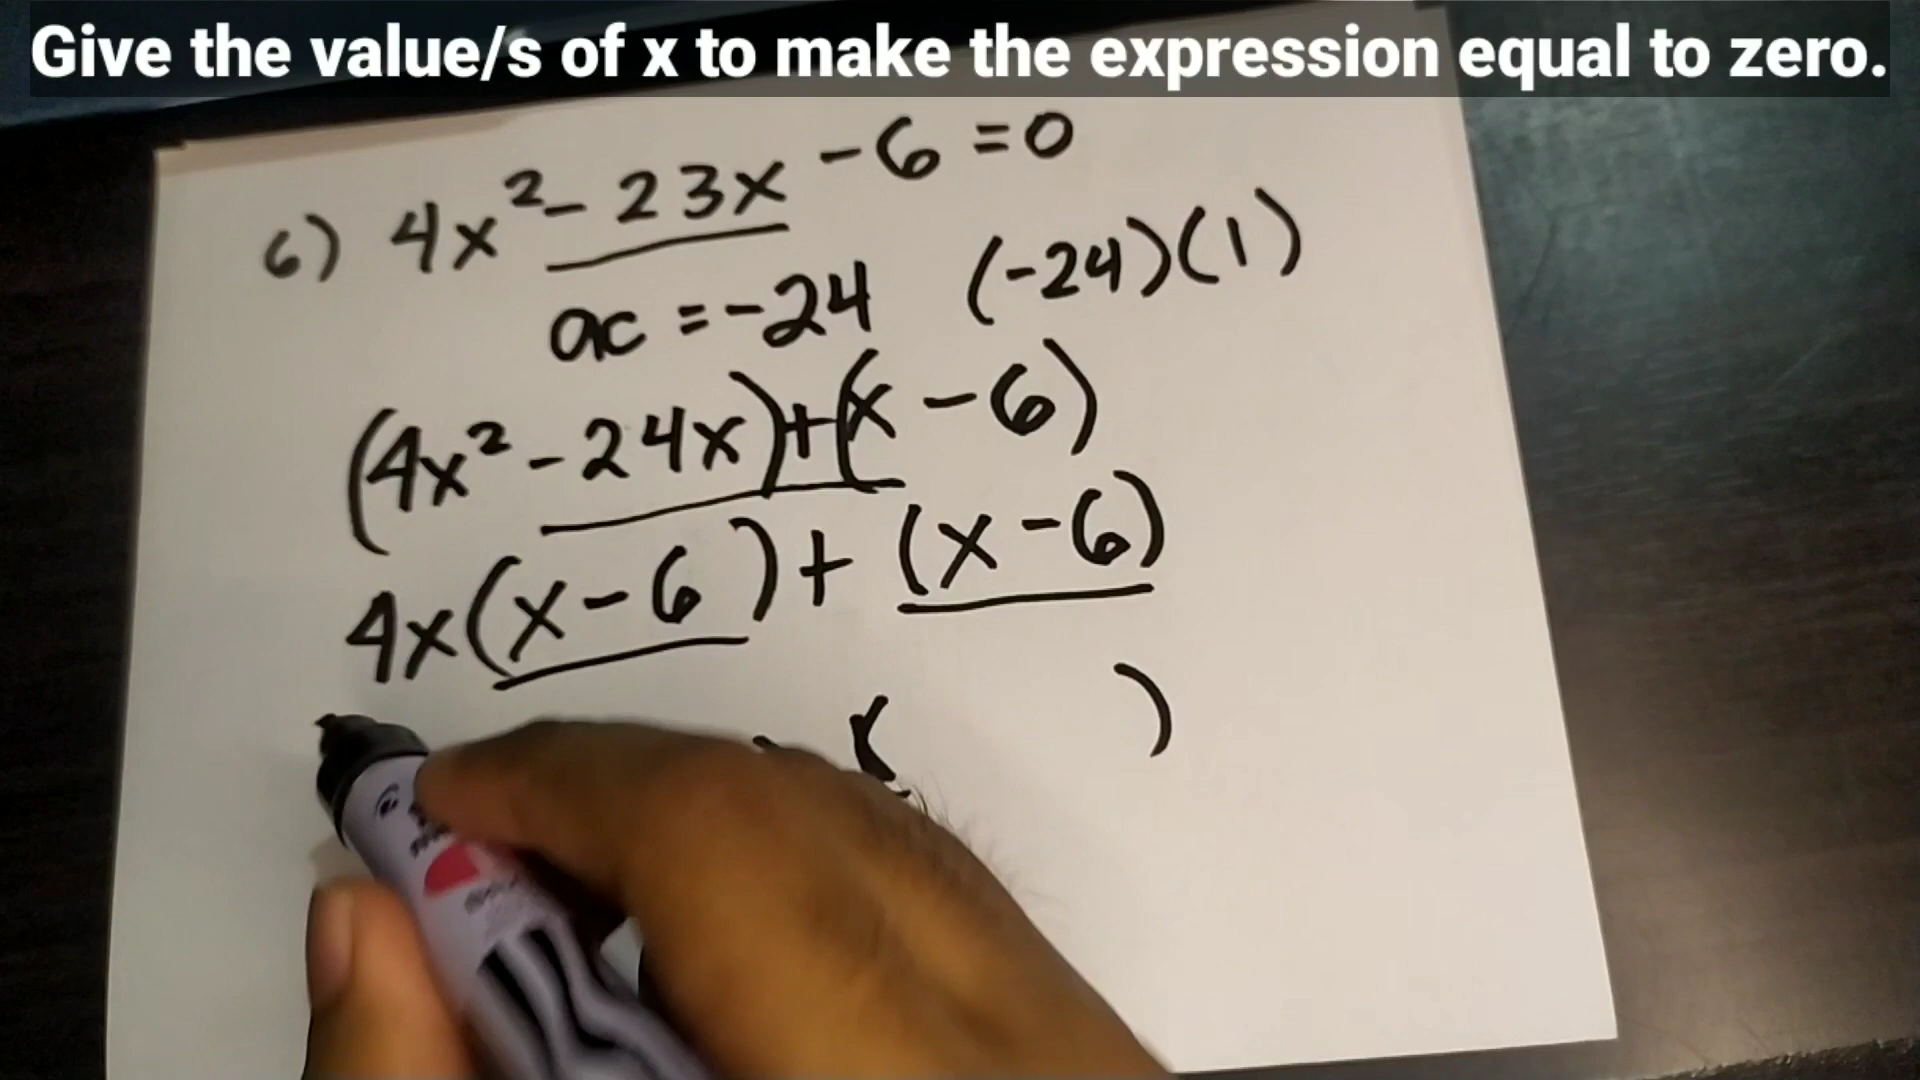 Give the value/s of x to make the expression equal to zero.
6) 4x² - 23x - 6 = 0
ac = -24 (-24)(1)
(4x² - 24x) + (x - 6)
4x(x - 6) + (x - 6)
( )